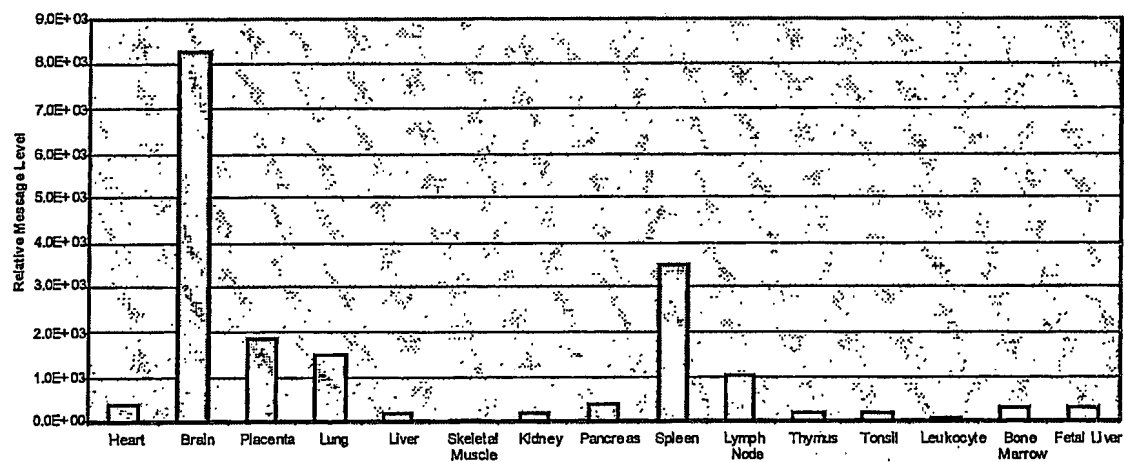 Relative Message Level
9.0E+03
8.0E+03
7.0E+03
6.0E+03
5.0E+03
4.0E+03
3.0E+03
2.0E+03
1.0E+03
0.0E+00
Heart Brain Placenta Lung Liver Skeletal Muscle Kidney Pancreas Spleen Lymph Node Thymus Tonsil Leukocyte Bone Marrow Fetal Liver